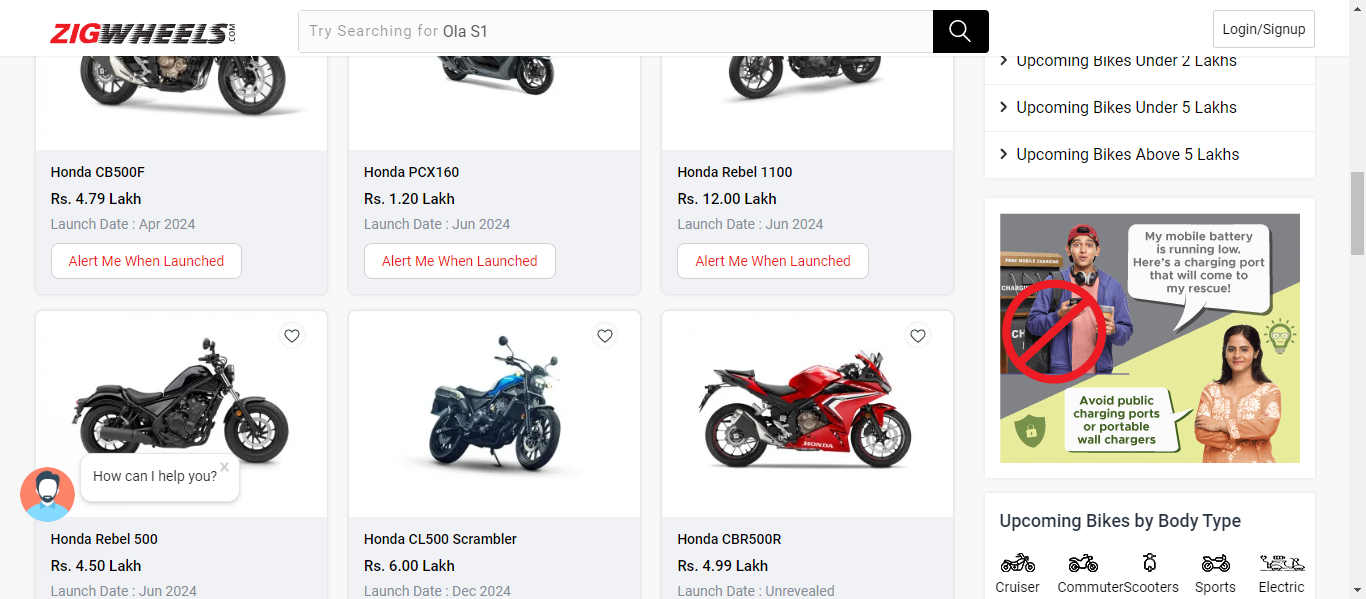 ZIGWHEELS.COM
Try Searching for Ola S1
Login/Signup
Honda CB500F
Rs. 4.79 Lakh
Launch Date : Apr 2024
Alert Me When Launched
Honda PCX160
Rs. 1.20 Lakh
Launch Date : Jun 2024
Alert Me When Launched
Honda Rebel 1100
Rs. 12.00 Lakh
Launch Date : Jun 2024
Alert Me When Launched
HONDA
How can I help you?
Honda Rebel 500
Rs. 4.50 Lakh
Launch Date : Jun 2024
Honda CL500 Scrambler
Rs. 6.00 Lakh
Launch Date : Dec 2024
Honda CBR500R
Rs. 4.99 Lakh
Launch Date : Unrevealed
Upcoming Bikes Under 2 Lakhs
Upcoming Bikes Under 5 Lakhs
Upcoming Bikes Above 5 Lakhs
FREE MOBILE CHARGING
My mobile battery
is running low.
Here's a charging port
that will come to
my rescue!
Avoid public
charging ports
or portable
wall chargers
Upcoming Bikes by Body Type
Cruiser
Commuter
Scooters
Sports
Electric